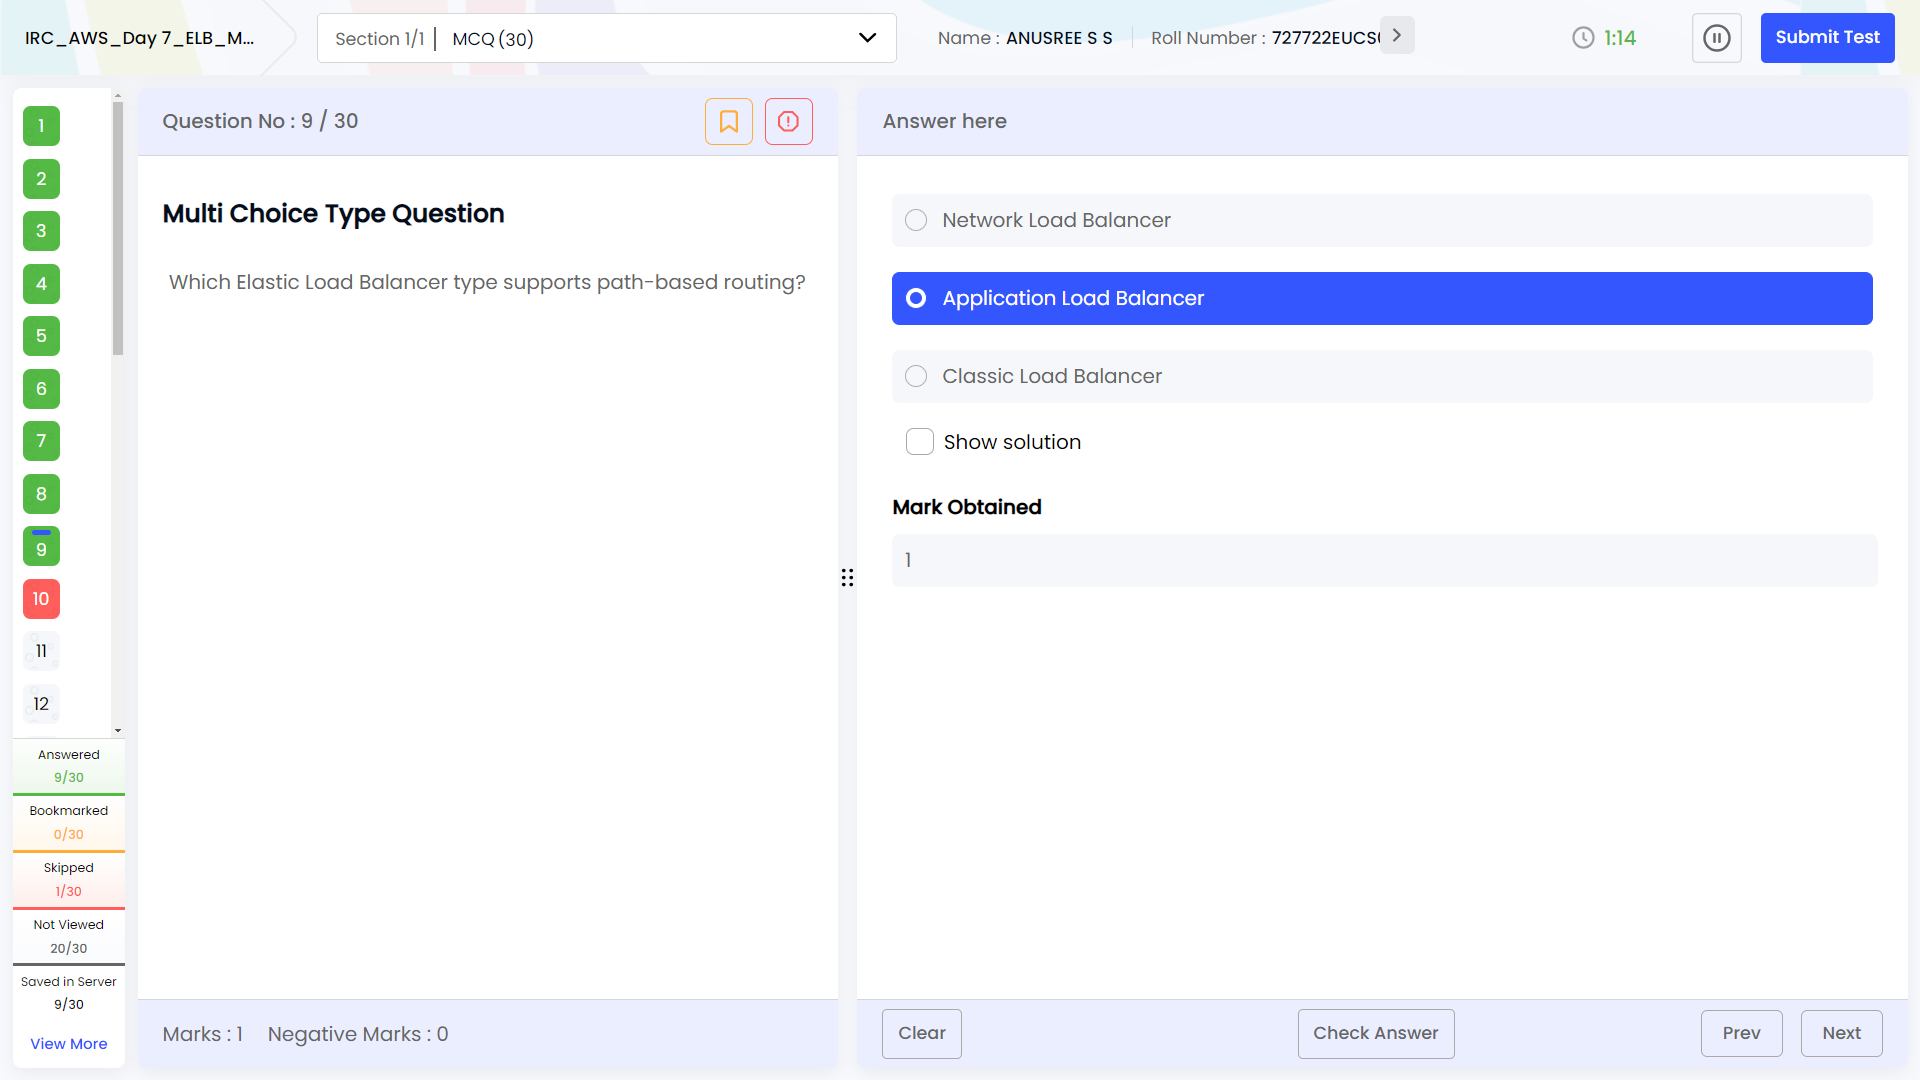 IRC_AWS_Day 7_ELB_M...
Section 1/1 | MCQ (30)
Name : ANUSREE S S
Roll Number : 727722EUCS
1:14
Submit Test
1
2
3
4
5
6
7
8
9
10
11
12
Answered
9/30
Bookmarked
0/30
Skipped
1/30
Not Viewed
20/30
Saved in Server
9/30
View More
Question No : 9 / 30
Multi Choice Type Question
Which Elastic Load Balancer type supports path-based routing?
Marks : 1 Negative Marks : 0
Answer here
Network Load Balancer
Application Load Balancer
Classic Load Balancer
Show solution
Mark Obtained
1
Clear
Check Answer
Prev
Next